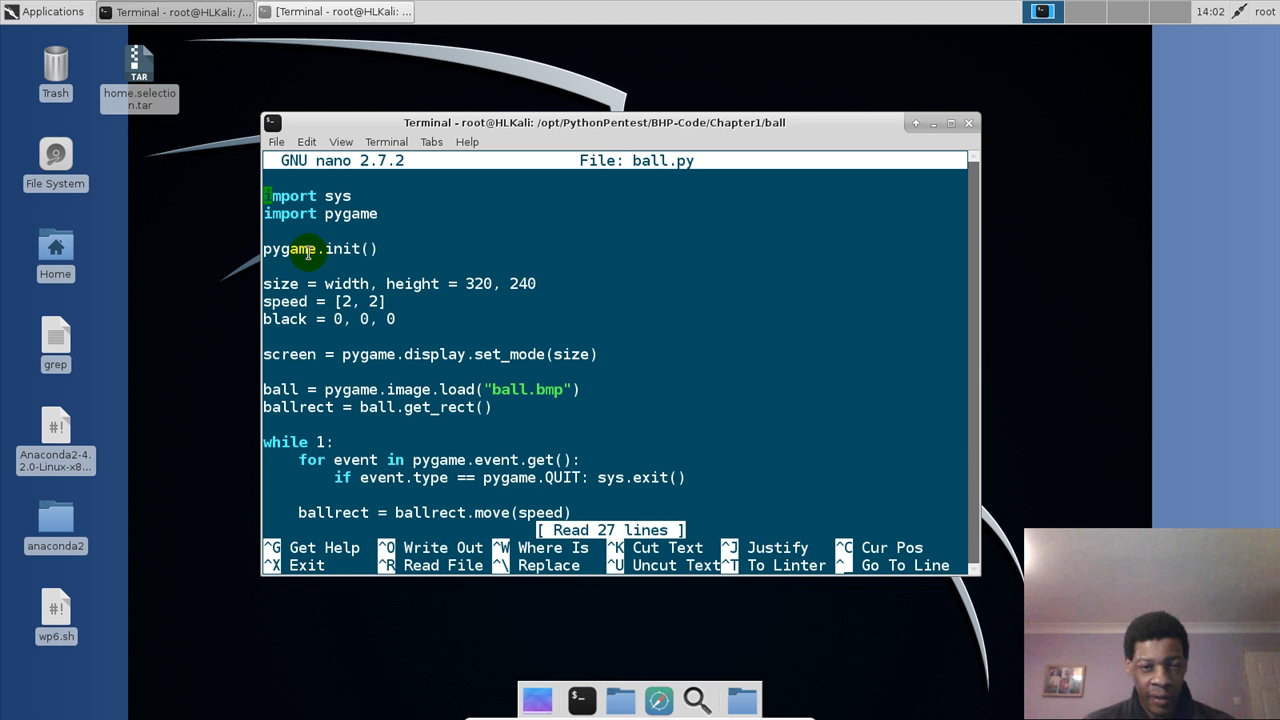 Applications
Terminal - root@HLKali: /...
[Terminal - root@HLKali: ...
14:02
root
Trash
TAR
home.selectio
n.tar
File System
Home
grep
#!
Anaconda2-4.
2.0-Linux-x8...
anaconda2
#!
wp6.sh
Terminal - root@HLKali: /opt/PythonPentest/BHP-Code/Chapter1/ball
File Edit View Terminal Tabs Help
GNU nano 2.7.2 File: ball.py
import sys
import pygame
pygame.init()
size = width, height = 320, 240
speed = [2, 2]
black = 0, 0, 0
screen = pygame.display.set_mode(size)
ball = pygame.image.load("ball.bmp")
ballrect = ball.get_rect()
while 1:
for event in pygame.event.get():
if event.type == pygame.QUIT: sys.exit()
ballrect = ballrect.move(speed)
[ Read 27 lines ]
^G Get Help ^O Write Out ^W Where Is ^K Cut Text ^J Justify ^C Cur Pos
^X Exit ^R Read File ^\ Replace ^U Uncut Text^T To Linter ^_ Go To Line
$_